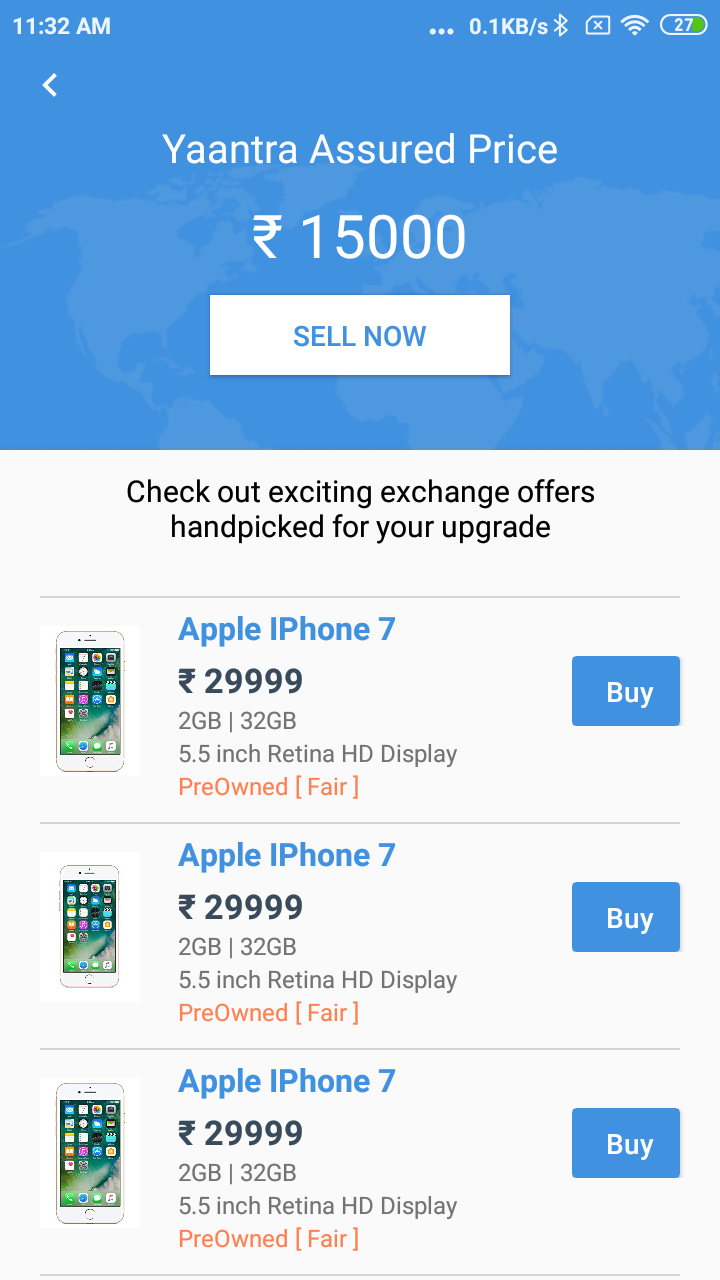 11:32 AM
... 0.1KB/s 27
Yaantra Assured Price
₹ 15000
SELL NOW
Check out exciting exchange offers
handpicked for your upgrade
Apple IPhone 7
₹ 29999
2GB | 32GB
5.5 inch Retina HD Display
PreOwned [ Fair ]
Buy
Apple IPhone 7
₹ 29999
2GB | 32GB
5.5 inch Retina HD Display
PreOwned [ Fair ]
Buy
Apple IPhone 7
₹ 29999
2GB | 32GB
5.5 inch Retina HD Display
PreOwned [ Fair ]
Buy